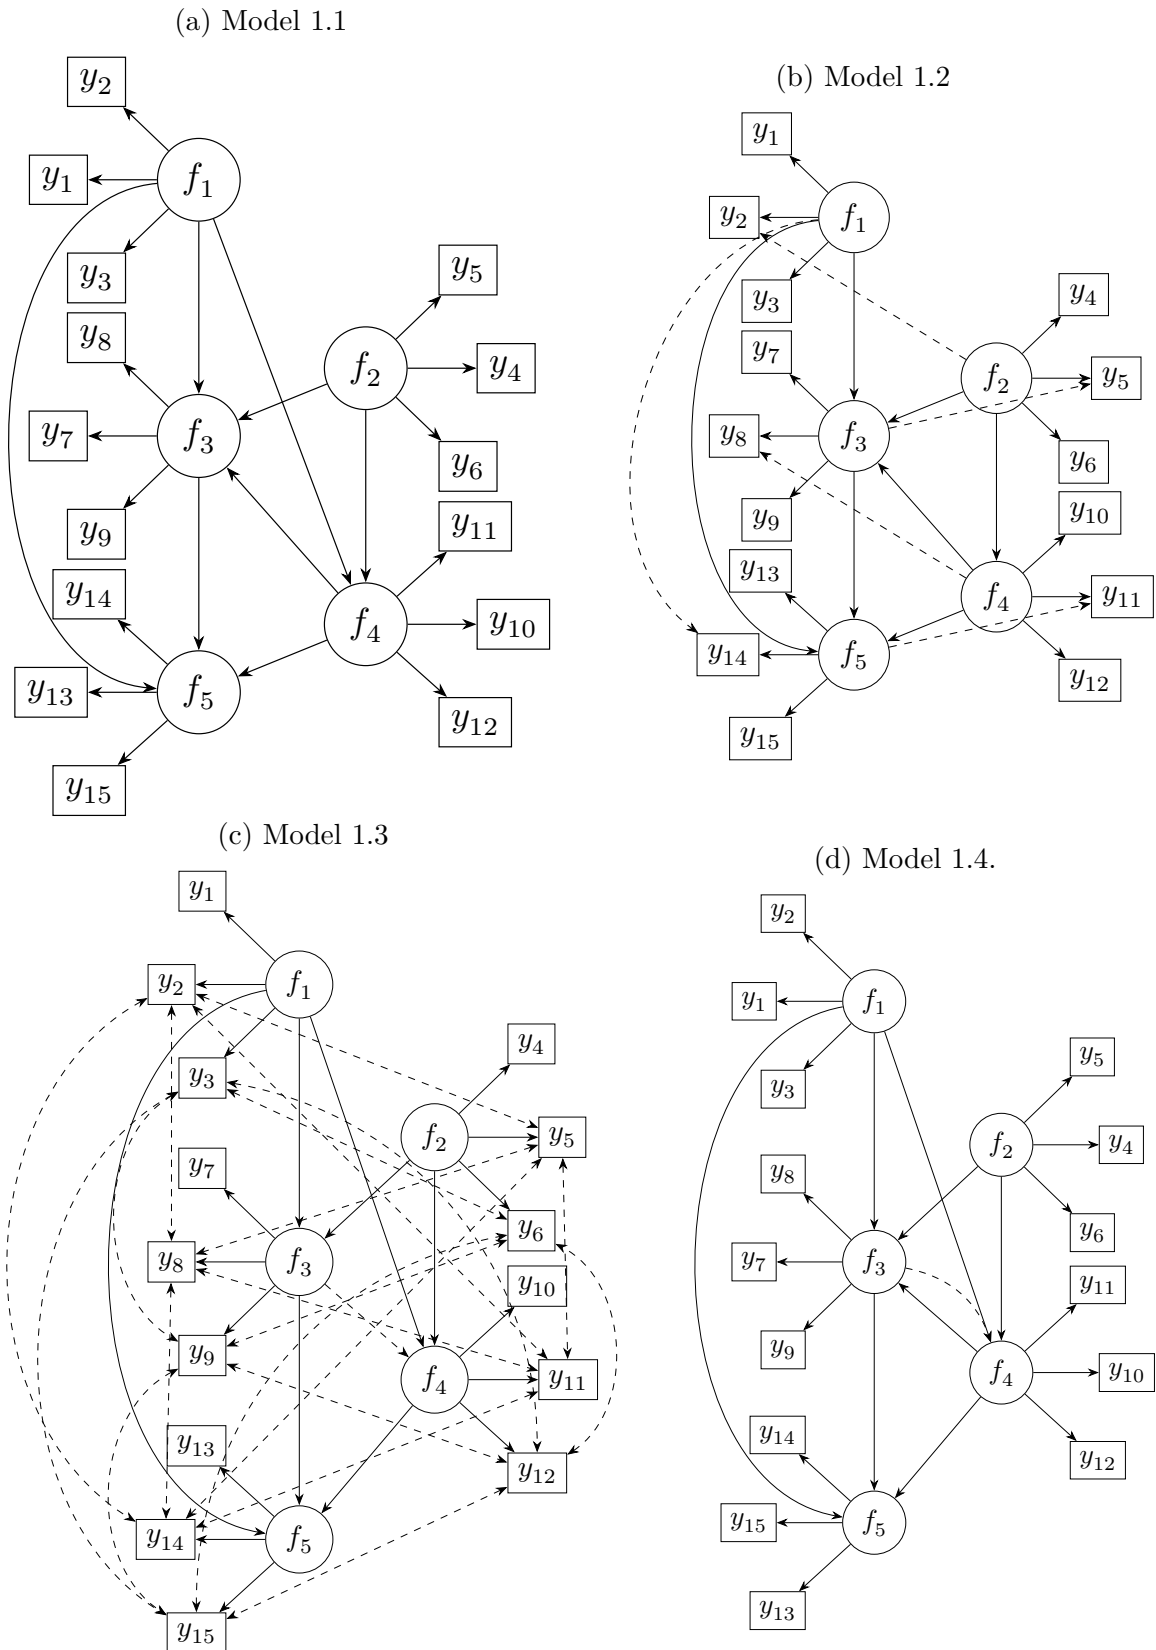 (a) Model 1.1
y₂
y₁
f₁
y₃
y₈
y₅
f₂
y₄
y₇
f₃
y₆
y₉
y₁₁
y₁₄
f₄
y₁₀
y₁₃
f₅
y₁₂
y₁₅
(b) Model 1.2
y₁
y₂
f₁
y₃
y₄
y₇
f₂
y₅
y₈
f₃
y₆
y₉
y₁₀
y₁₃
f₄
y₁₁
y₁₄
f₅
y₁₂
y₁₅
(c) Model 1.3
y₁
y₂
f₁
y₃
y₄
f₂
y₅
y₇
y₆
y₈
f₃
y₁₀
y₉
f₄
y₁₁
y₁₃
y₁₂
y₁₄
f₅
y₁₅
(d) Model 1.4.
y₂
y₁
f₁
y₃
y₅
f₂
y₄
y₈
y₆
y₇
f₃
y₁₁
y₉
f₄
y₁₀
y₁₄
y₁₂
y₁₅
f₅
y₁₃